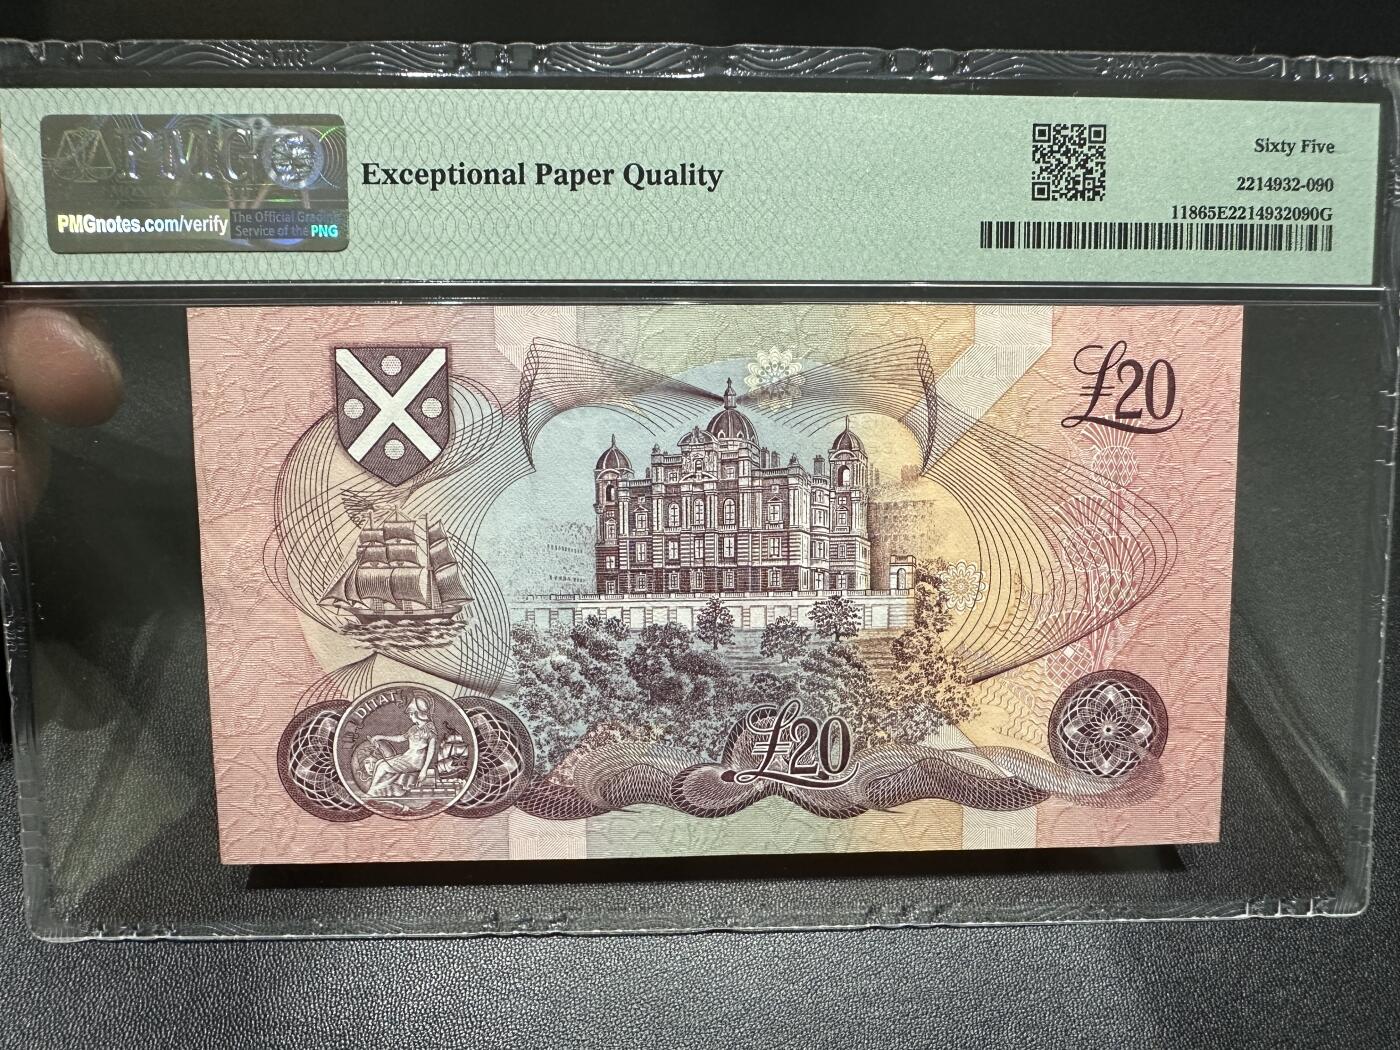 PMG
PMGnotes.com/verify
The Official Grading
Service of the PNG
Exceptional Paper Quality
Sixty Five
2214932-090
11865E2214932090G
£20
DITAT
£20